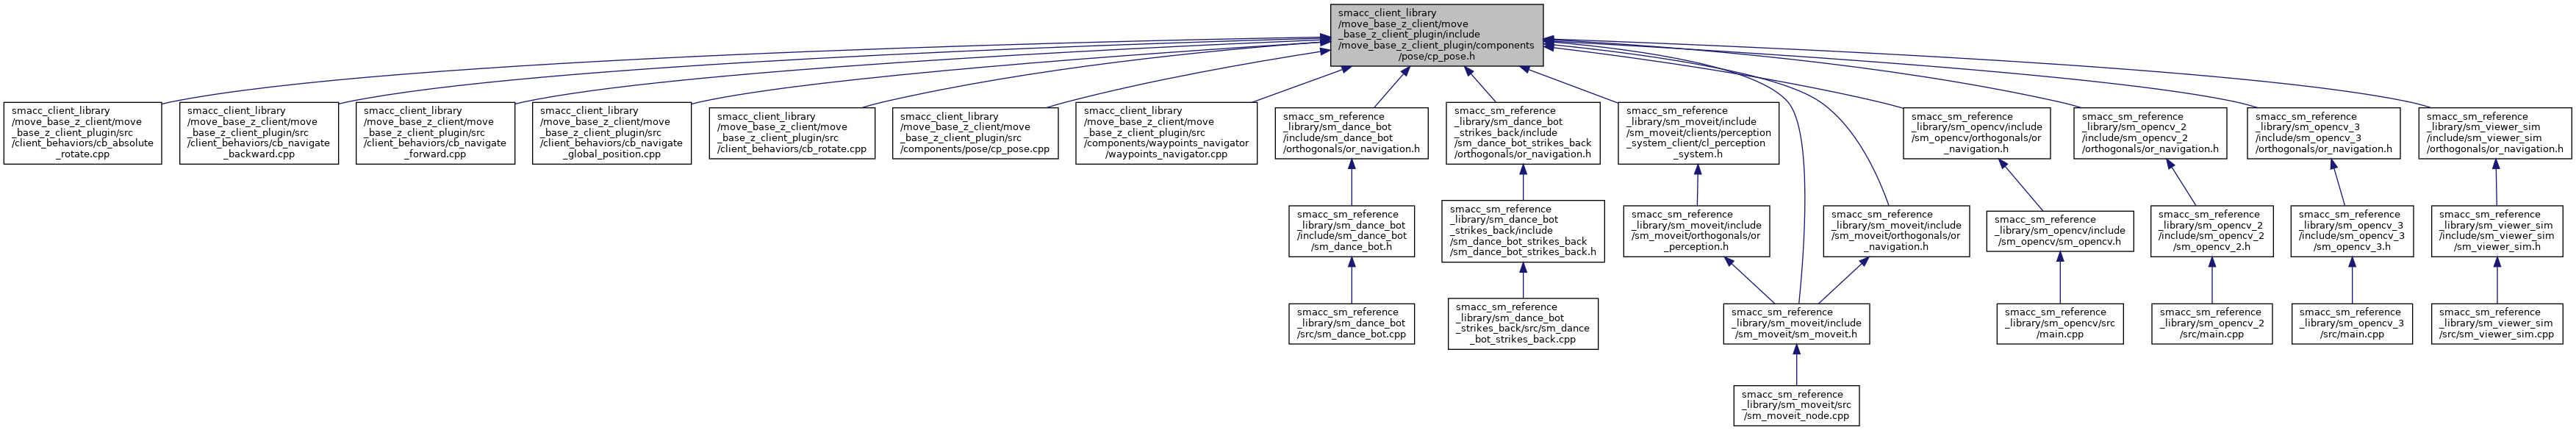 smacc_client_library
/move_base_z_client/move
_base_z_client_plugin/include
/move_base_z_client_plugin/components
/pose/cp_pose.h
smacc_client_library
/move_base_z_client/move
_base_z_client_plugin/src
/client_behaviors/cb_absolute
_rotate.cpp
smacc_client_library
/move_base_z_client/move
_base_z_client_plugin/src
/client_behaviors/cb_navigate
_backward.cpp
smacc_client_library
/move_base_z_client/move
_base_z_client_plugin/src
/client_behaviors/cb_navigate
_forward.cpp
smacc_client_library
/move_base_z_client/move
_base_z_client_plugin/src
/client_behaviors/cb_navigate
_global_position.cpp
smacc_client_library
/move_base_z_client/move
_base_z_client_plugin/src
/client_behaviors/cb_rotate.cpp
smacc_client_library
/move_base_z_client/move
_base_z_client_plugin/src
/components/pose/cp_pose.cpp
smacc_client_library
/move_base_z_client/move
_base_z_client_plugin/src
/components/waypoints_navigator
/waypoints_navigator.cpp
smacc_sm_reference
_library/sm_dance_bot
/include/sm_dance_bot
/orthogonals/or_navigation.h
smacc_sm_reference
_library/sm_dance_bot
_strikes_back/include
/sm_dance_bot_strikes_back
/orthogonals/or_navigation.h
smacc_sm_reference
_library/sm_moveit/include
/sm_moveit/clients/perception
_system_client/cl_perception
_system.h
smacc_sm_reference
_library/sm_opencv/include
/sm_opencv/orthogonals/or
_navigation.h
smacc_sm_reference
_library/sm_opencv_2
/include/sm_opencv_2
/orthogonals/or_navigation.h
smacc_sm_reference
_library/sm_opencv_3
/include/sm_opencv_3
/orthogonals/or_navigation.h
smacc_sm_reference
_library/sm_viewer_sim
/include/sm_viewer_sim
/orthogonals/or_navigation.h
smacc_sm_reference
_library/sm_dance_bot
/include/sm_dance_bot
/sm_dance_bot.h
smacc_sm_reference
_library/sm_dance_bot
_strikes_back/include
/sm_dance_bot_strikes_back
/sm_dance_bot_strikes_back.h
smacc_sm_reference
_library/sm_moveit/include
/sm_moveit/orthogonals/or
_perception.h
smacc_sm_reference
_library/sm_moveit/include
/sm_moveit/orthogonals/or
_navigation.h
smacc_sm_reference
_library/sm_opencv/include
/sm_opencv/sm_opencv.h
smacc_sm_reference
_library/sm_opencv_2
/include/sm_opencv_2
/sm_opencv_2.h
smacc_sm_reference
_library/sm_opencv_3
/include/sm_opencv_3
/sm_opencv_3.h
smacc_sm_reference
_library/sm_viewer_sim
/include/sm_viewer_sim
/sm_viewer_sim.h
smacc_sm_reference
_library/sm_dance_bot
/src/sm_dance_bot.cpp
smacc_sm_reference
_library/sm_dance_bot
_strikes_back/src/sm_dance
_bot_strikes_back.cpp
smacc_sm_reference
_library/sm_moveit/include
/sm_moveit/sm_moveit.h
smacc_sm_reference
_library/sm_opencv/src
/main.cpp
smacc_sm_reference
_library/sm_opencv_2
/src/main.cpp
smacc_sm_reference
_library/sm_opencv_3
/src/main.cpp
smacc_sm_reference
_library/sm_viewer_sim
/src/sm_viewer_sim.cpp
smacc_sm_reference
_library/sm_moveit/src
/sm_moveit_node.cpp